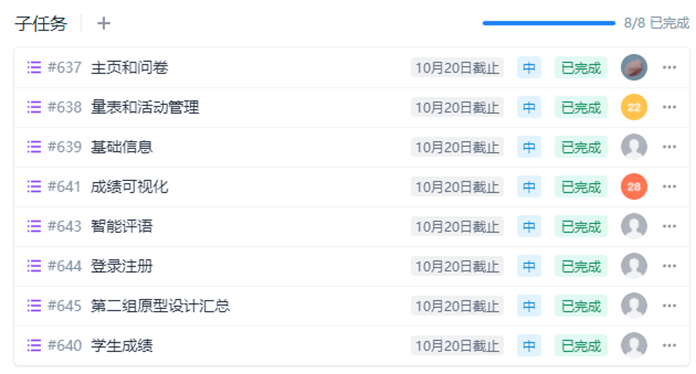 子任务 + 8/8 已完成
#637 主页和问卷 10月20日截止 中 已完成
#638 量表和活动管理 10月20日截止 中 已完成 22
#639 基础信息 10月20日截止 中 已完成
#641 成绩可视化 10月20日截止 中 已完成 28
#643 智能评语 10月20日截止 中 已完成
#644 登录注册 10月20日截止 中 已完成
#645 第二组原型设计汇总 10月20日截止 中 已完成
#640 学生成绩 10月20日截止 中 已完成